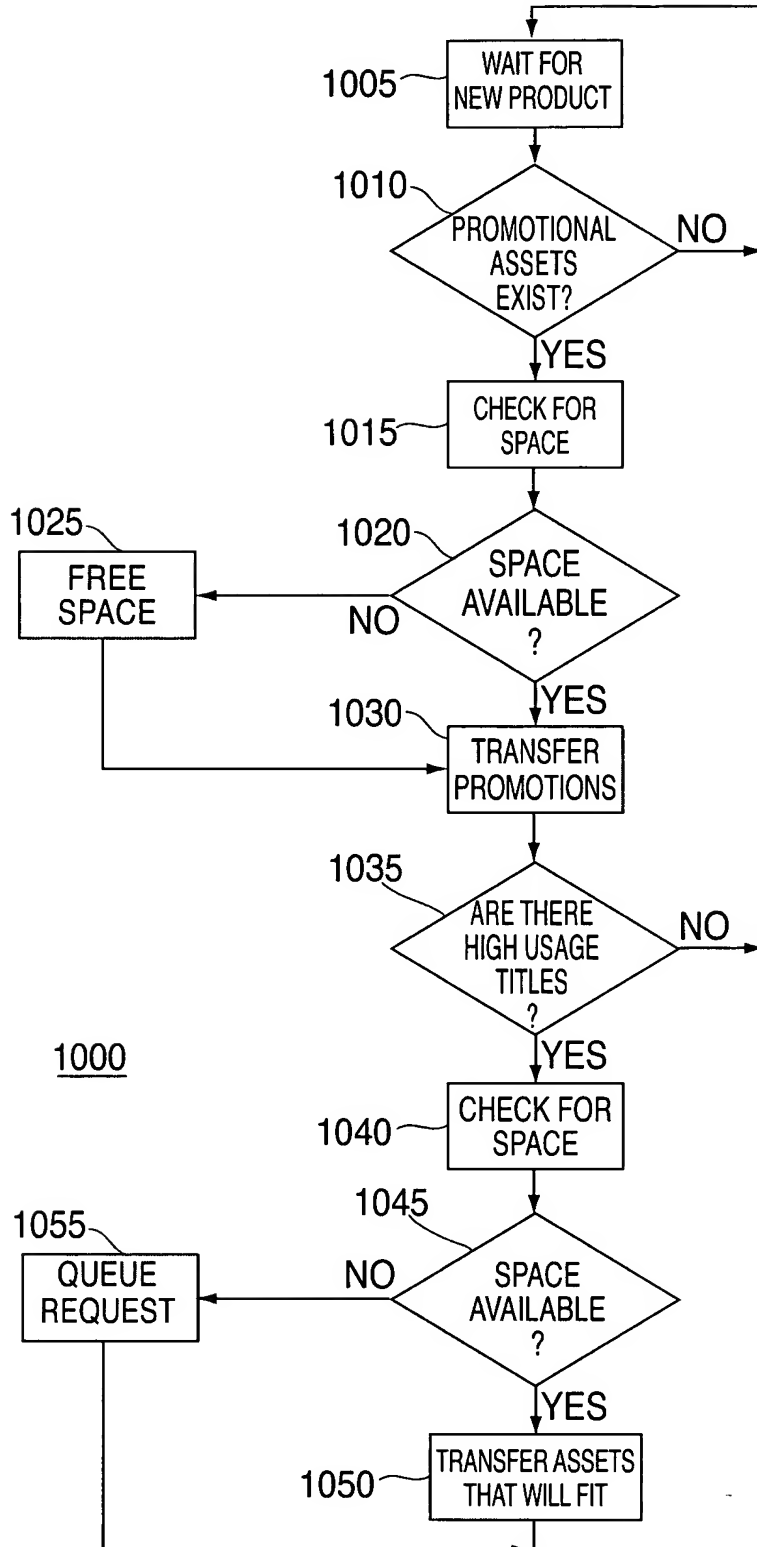 1005
WAIT FOR
NEW PRODUCT
1010
PROMOTIONAL
ASSETS
EXIST?
NO
YES
1015
CHECK FOR
SPACE
1025
FREE
SPACE
1020
SPACE
AVAILABLE
?
NO
YES
1030
TRANSFER
PROMOTIONS
1035
ARE THERE
HIGH USAGE
TITLES
?
NO
YES
1000
1040
CHECK FOR
SPACE
1045
1055
QUEUE
REQUEST
NO
SPACE
AVAILABLE
?
YES
1050
TRANSFER ASSETS
THAT WILL FIT